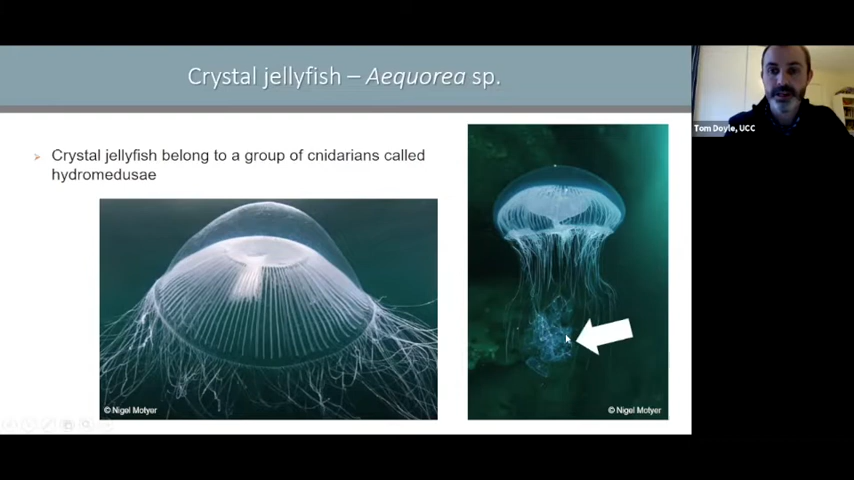 Crystal jellyfish – Aequorea sp.
Tom Doyle, UCC
Crystal jellyfish belong to a group of cnidarians called
hydromedusae
© Nigel Motyer
© Nigel Motyer